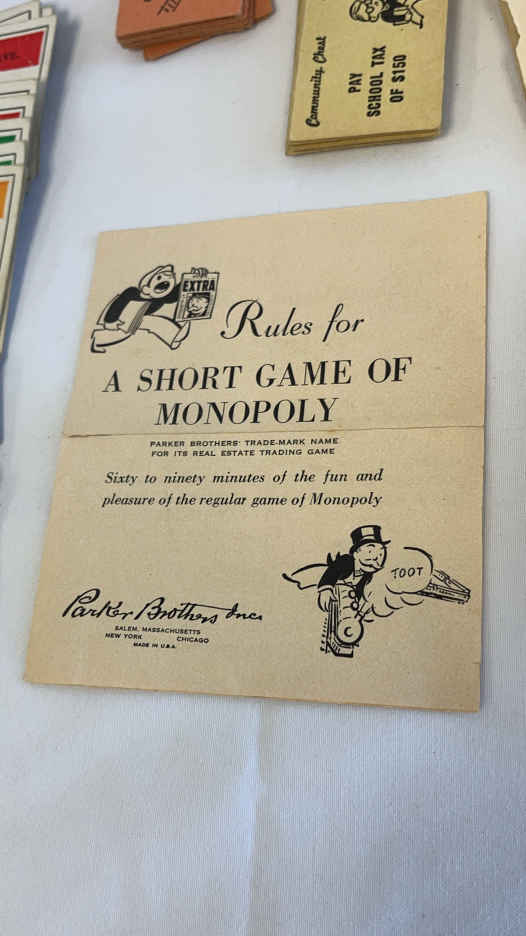 Community Chest
PAY
SCHOOL TAX
OF $150
EXTRA
Rules for
A SHORT GAME OF
MONOPOLY
PARKER BROTHERS' TRADE-MARK NAME
FOR ITS REAL ESTATE TRADING GAME
Sixty to ninety minutes of the fun and
pleasure of the regular game of Monopoly
TOOT
Parker Brothers Inc.
SALEM, MASSACHUSETTS
NEW YORK CHICAGO
MADE IN U.S.A.